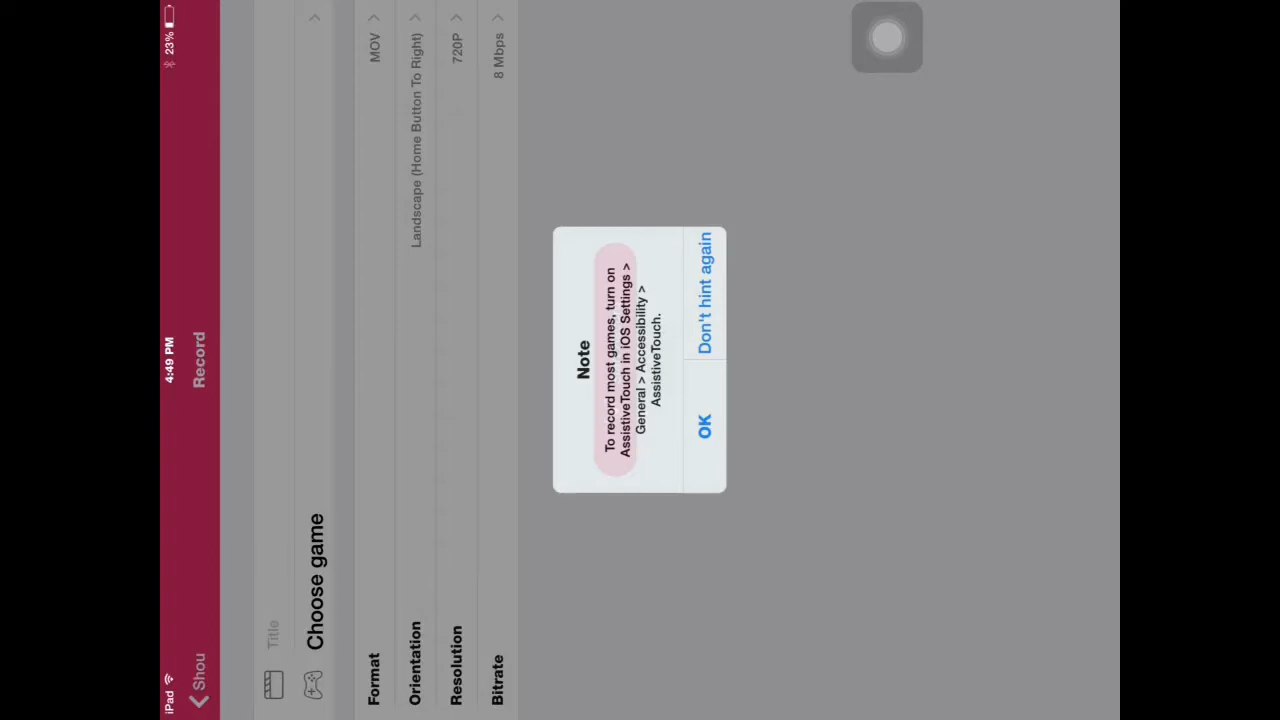 iPad
4:49 PM
23%
Shou
Record
Title
Choose game
Format
MOV
Orientation
Landscape (Home Button To Right)
Resolution
720P
Bitrate
8 Mbps
Note
To record most games, turn on
AssistiveTouch in iOS Settings >
General > Accessibility >
AssistiveTouch.
OK
Don't hint again